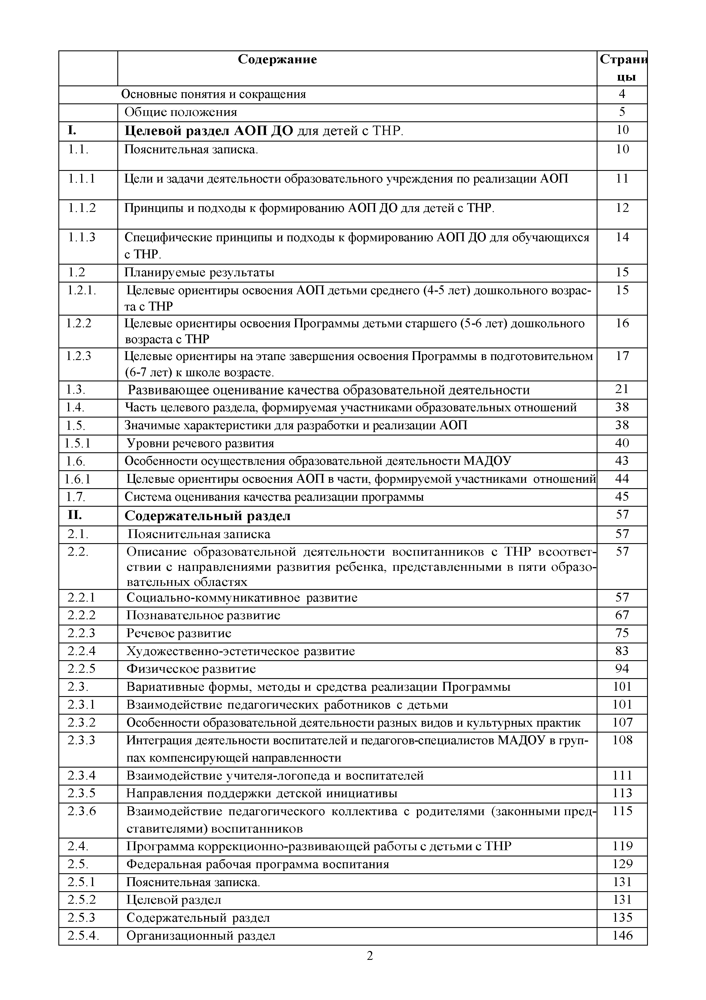 Содержание Страни
цы
Основные понятия и сокращения 4
Общие положения 5
I. Целевой раздел АОП ДО для детей с ТНР. 10
1.1. Пояснительная записка. 10
1.1.1 Цели и задачи деятельности образовательного учреждения по реализации АОП 11
1.1.2 Принципы и подходы к формированию АОП ДО для детей с ТНР. 12
1.1.3 Специфические принципы и подходы к формированию АОП ДО для обучающихся 14
с ТНР.
1.2 Планируемые результаты 15
1.2.1. Целевые ориентиры освоения АОП детьми среднего (4-5 лет) дошкольного возрас- 15
та с ТНР
1.2.2 Целевые ориентиры освоения Программы детьми старшего (5-6 лет) дошкольного 16
возраста с ТНР
1.2.3 Целевые ориентиры на этапе завершения освоения Программы в подготовительном 17
(6-7 лет) к школе возрасте.
1.3. Развивающее оценивание качества образовательной деятельности 21
1.4. Часть целевого раздела, формируемая участниками образовательных отношений 38
1.5. Значимые характеристики для разработки и реализации АОП 38
1.5.1 Уровни речевого развития 40
1.6. Особенности осуществления образовательной деятельности МАДОУ 43
1.6.1 Целевые ориентиры освоения АОП в части, формируемой участниками отношений 44
1.7. Система оценивания качества реализации программы 45
II. Содержательный раздел 57
2.1. Пояснительная записка 57
2.2. Описание образовательной деятельности воспитанников с ТНР всоответ- 57
ствии с направлениями развития ребенка, представленными в пяти образо-
вательных областях
2.2.1 Социально-коммуникативное развитие 57
2.2.2 Познавательное развитие 67
2.2.3 Речевое развитие 75
2.2.4 Художественно-эстетическое развитие 83
2.2.5 Физическое развитие 94
2.3. Вариативные формы, методы и средства реализации Программы 101
2.3.1 Взаимодействие педагогических работников с детьми 101
2.3.2 Особенности образовательной деятельности разных видов и культурных практик 107
2.3.3 Интеграция деятельности воспитателей и педагогов-специалистов МАДОУ в груп- 108
пах компенсирующей направленности
2.3.4 Взаимодействие учителя-логопеда и воспитателей 111
2.3.5 Направления поддержки детской инициативы 113
2.3.6 Взаимодействие педагогического коллектива с родителями (законными пред- 115
ставителями) воспитанников
2.4. Программа коррекционно-развивающей работы с детьми с ТНР 119
2.5. Федеральная рабочая программа воспитания 129
2.5.1 Пояснительная записка. 131
2.5.2 Целевой раздел 131
2.5.3 Содержательный раздел 135
2.5.4. Организационный раздел 146
2